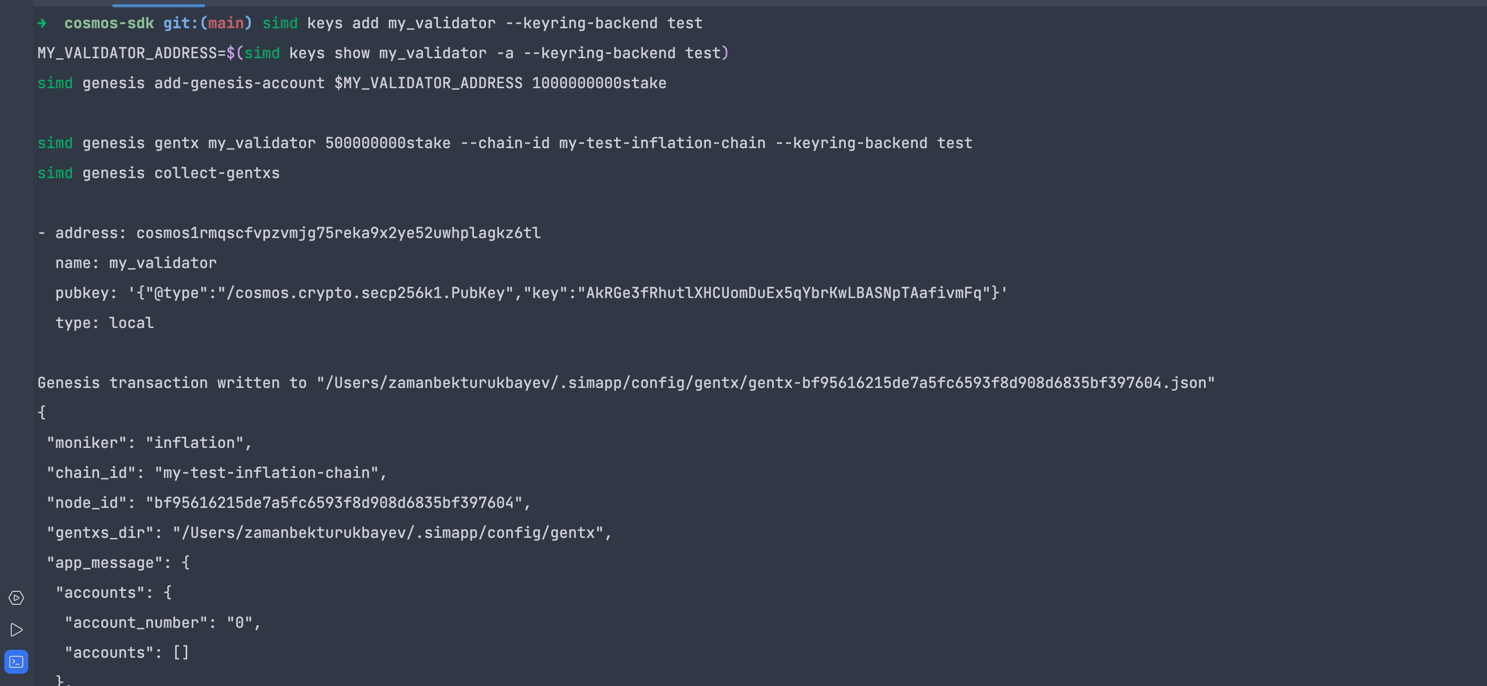 → cosmos-sdk git:(main) simd keys add my_validator --keyring-backend test
MY_VALIDATOR_ADDRESS=$(simd keys show my_validator -a --keyring-backend test)
simd genesis add-genesis-account $MY_VALIDATOR_ADDRESS 1000000000stake
simd genesis gentx my_validator 500000000stake --chain-id my-test-inflation-chain --keyring-backend test
simd genesis collect-gentxs
- address: cosmos1rmqscfvpzvmjg75reka9x2ye52uwhplagkz6tl
name: my_validator
pubkey: '{"@type":"/cosmos.crypto.secp256k1.PubKey","key":"AkRGe3fRhutlXHCUomDuEx5qYbrKwLBASNpTAafivmFq"}'
type: local
Genesis transaction written to "/Users/zamanbekturukbayev/.simapp/config/gentx/gentx-bf95616215de7a5fc6593f8d908d6835bf397604.json"
{
"moniker": "inflation",
"chain_id": "my-test-inflation-chain",
"node_id": "bf95616215de7a5fc6593f8d908d6835bf397604",
"gentxs_dir": "/Users/zamanbekturukbayev/.simapp/config/gentx",
"app_message": {
"accounts": {
"account_number": "0",
"accounts": []
},